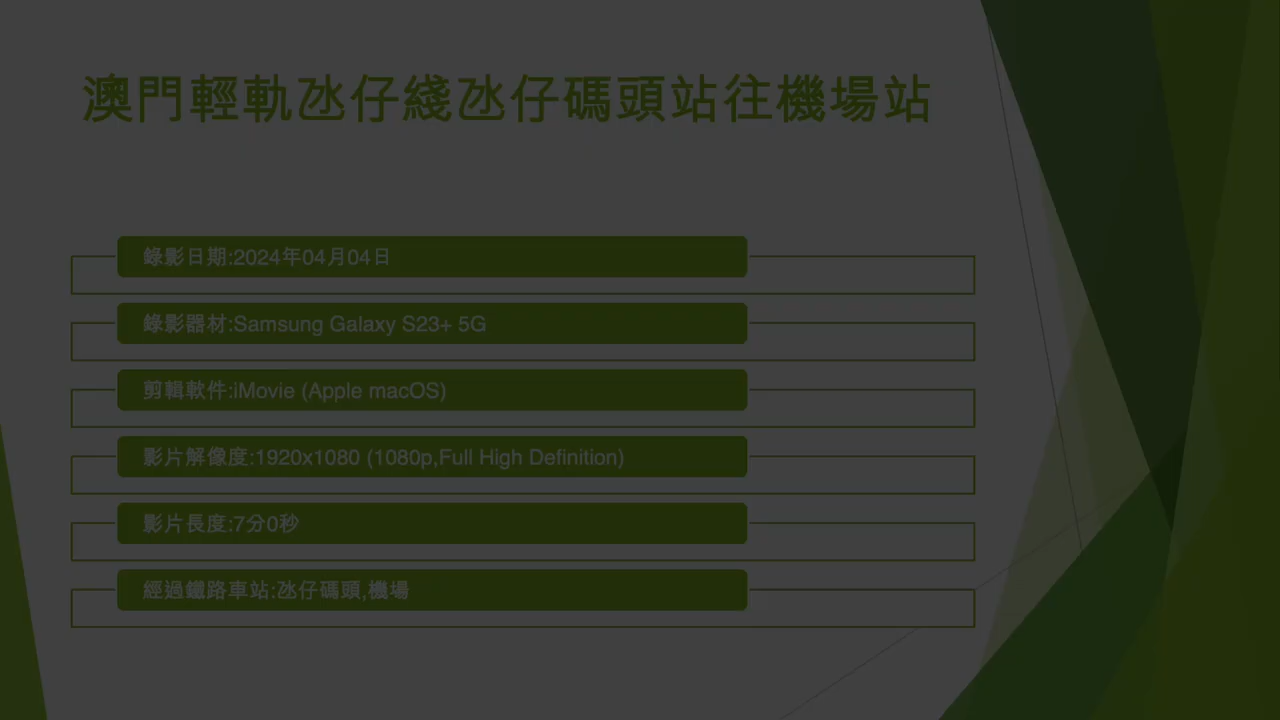 澳門輕軌氹仔綫氹仔碼頭站往機場站
錄影日期:2024年04月04日
錄影器材:Samsung Galaxy S23+ 5G
剪輯軟件:iMovie (Apple macOS)
影片解像度:1920x1080 (1080p,Full High Definition)
影片長度:7分0秒
經過鐵路車站:氹仔碼頭,機場